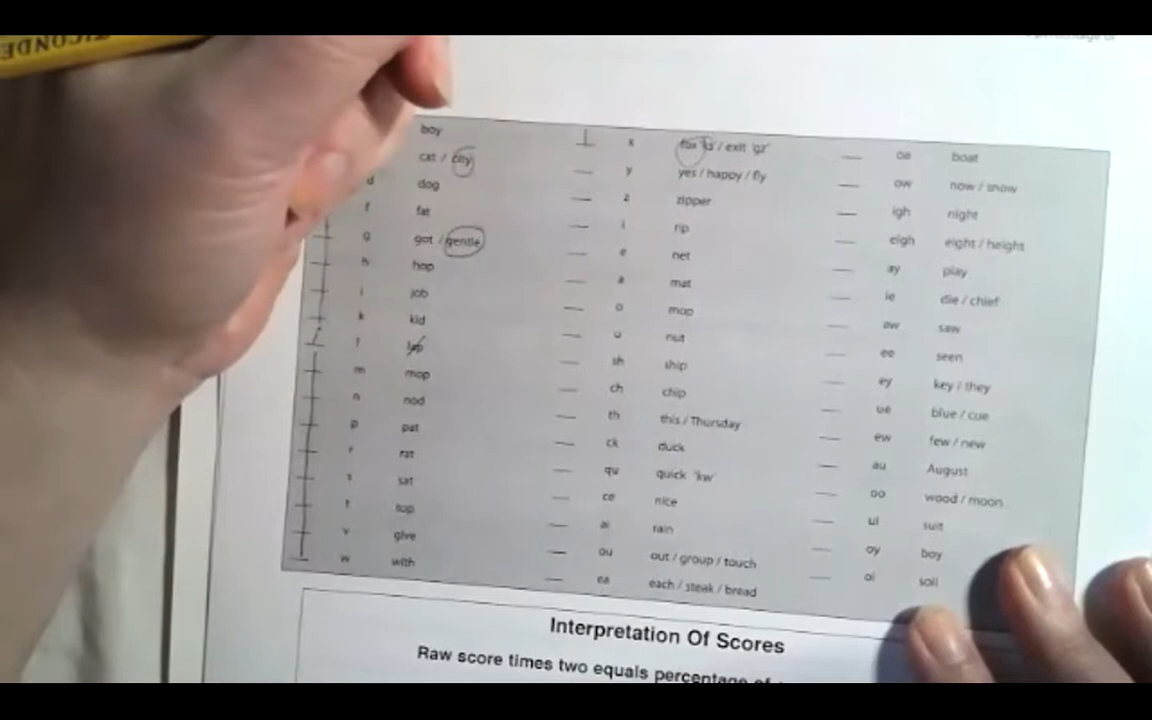 TICONDE
percentage of
boy
cat / city
d dog
f fat
g got / gentle
h hop
j job
k kid
l lap
m mop
n nod
p pat
r rat
s sat
t top
v give
w with
x fox 'ks' / exit 'gz'
y yes / happy / fly
z zipper
i rip
e net
a mat
o mop
u nut
sh ship
ch chip
th this / Thursday
ck duck
qu quick 'kw'
ce nice
ai rain
ou out / group / touch
ea each / steak / bread
oa boat
ow now / snow
igh night
eigh eight / height
ay play
ie die / chief
aw saw
ee seen
ey key / they
ue blue / cue
ew few / new
au August
oo wood / moon
ui suit
oy boy
oi soil
Interpretation Of Scores
Raw score times two equals percentage of